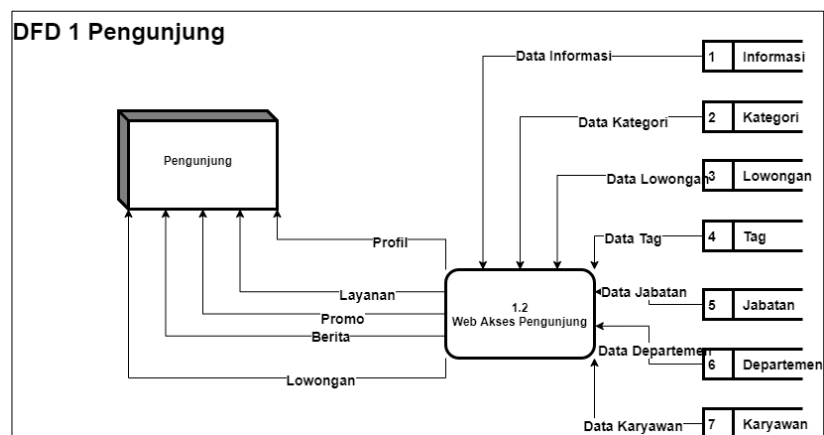 DFD 1 Pengunjung
Data Informasi
1 Informasi
Data Kategori
2 Kategori
Pengunjung
Data Lowongan
3 Lowongan
Profil
Data Tag
4 Tag
Layanan
Data Jabatan
5 Jabatan
1.2
Web Akses Pengunjung
Promo
Berita
Data Departemen
6 Departemen
Lowongan
Data Karyawan
7 Karyawan